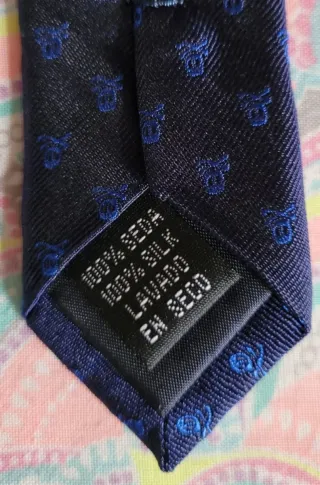 100% SEDA
100% SILK
LAVADO
EN SECO